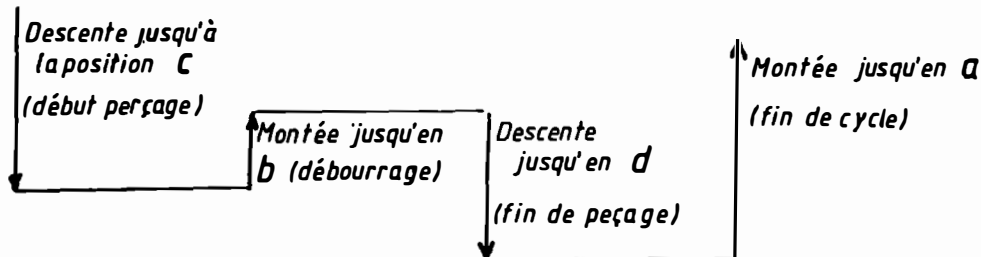 Descente jusqu'à
la position c
(début perçage)
Montée jusqu'en
b (débourrage)
Descente
jusqu'en d
(fin de peçage)
Montée jusqu'en a
(fin de cycle)